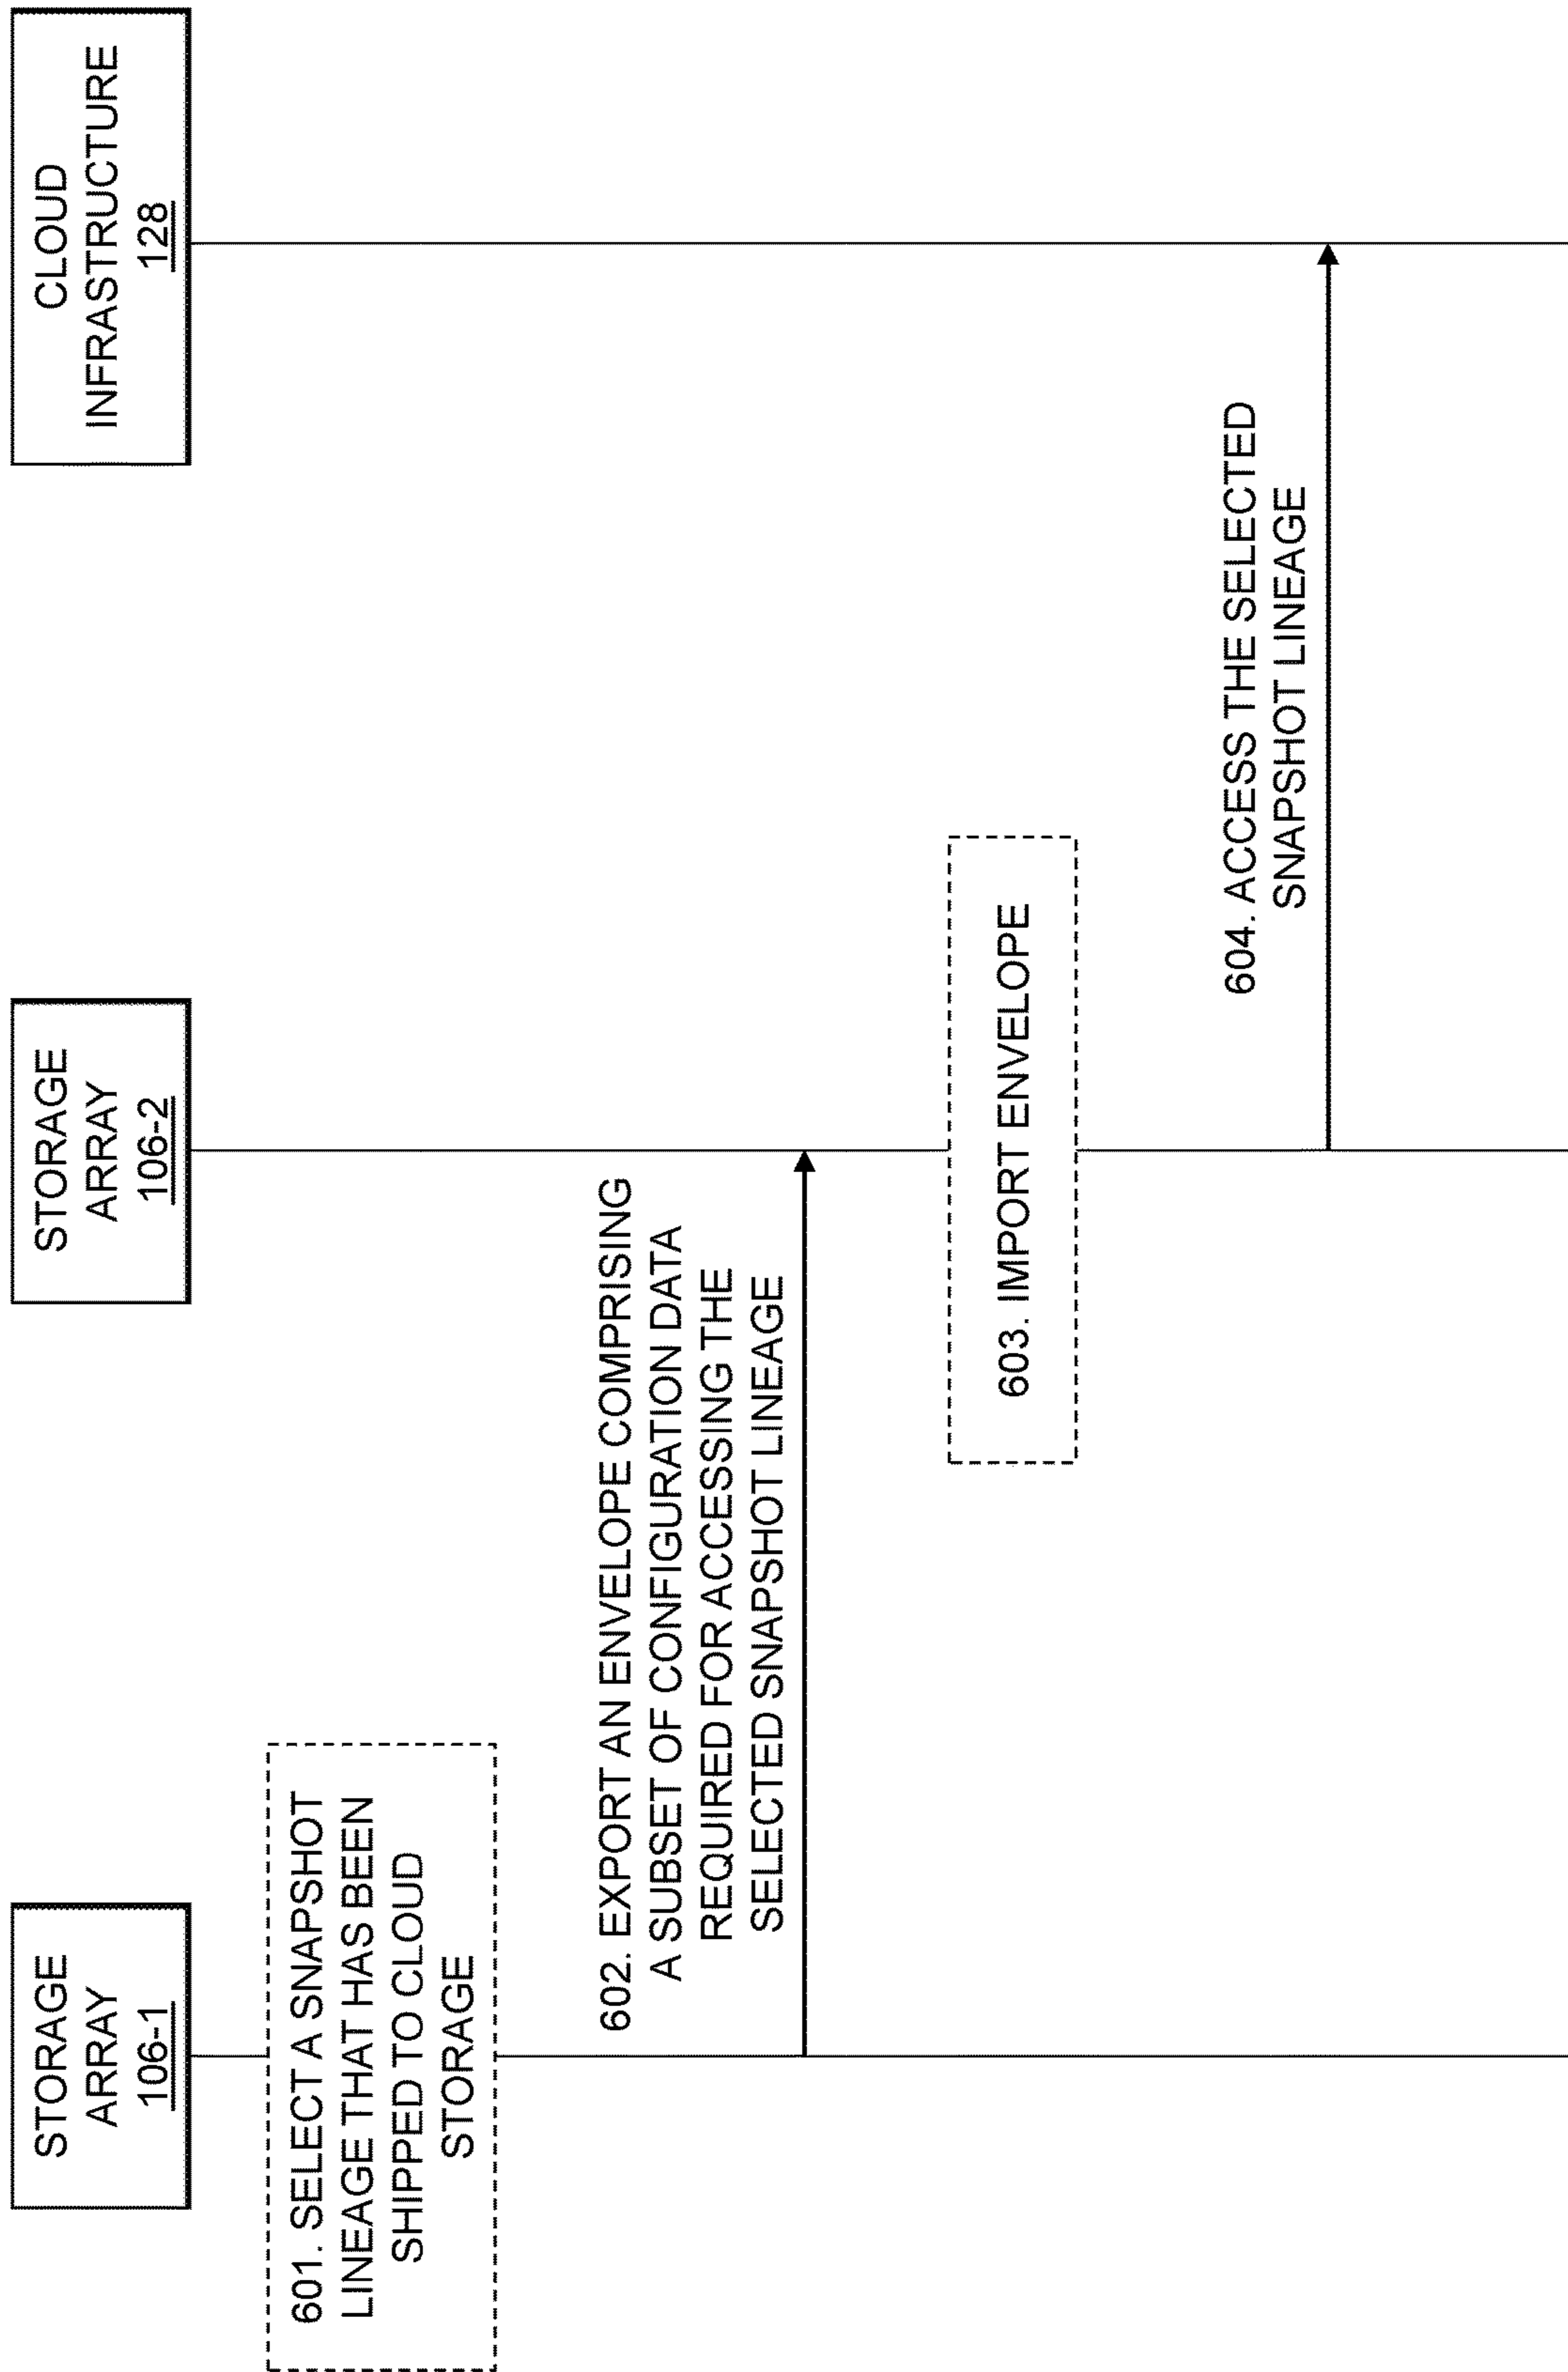 STORAGE
ARRAY
106-1
STORAGE
ARRAY
106-2
CLOUD
INFRASTRUCTURE
128
601. SELECT A SNAPSHOT
LINEAGE THAT HAS BEEN
SHIPPED TO CLOUD
STORAGE
602. EXPORT AN ENVELOPE COMPRISING
A SUBSET OF CONFIGURATION DATA
REQUIRED FOR ACCESSING THE
SELECTED SNAPSHOT LINEAGE
603. IMPORT ENVELOPE
604. ACCESS THE SELECTED
SNAPSHOT LINEAGE